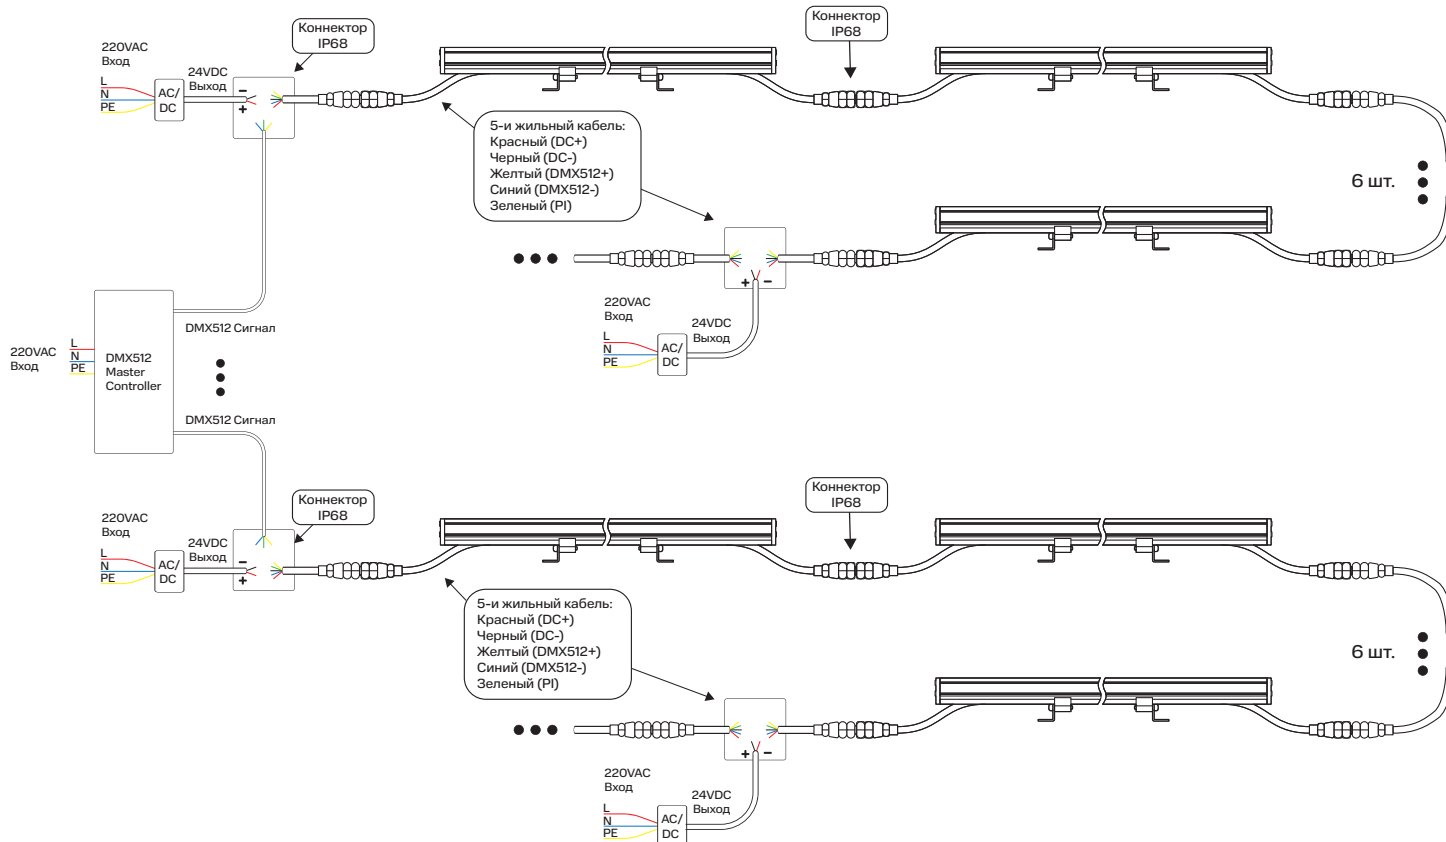 Коннектор
IP68
220VAC
Вход
L
N
PE
AC/
DC
24VDC
Выход
−
+
Коннектор
IP68
5-и жильный кабель:
Красный (DC+)
Черный (DC-)
Желтый (DMX512+)
Синий (DMX512-)
Зеленый (PI)
6 шт.
+ −
220VAC
Вход
L
N
PE
AC/
DC
24VDC
Выход
DMX512 Сигнал
220VAC
Вход
L
N
PE
DMX512
Master
Controller
DMX512 Сигнал
Коннектор
IP68
220VAC
Вход
L
N
PE
AC/
DC
24VDC
Выход
−
+
Коннектор
IP68
5-и жильный кабель:
Красный (DC+)
Черный (DC-)
Желтый (DMX512+)
Синий (DMX512-)
Зеленый (PI)
6 шт.
+ −
220VAC
Вход
L
N
PE
AC/
DC
24VDC
Выход